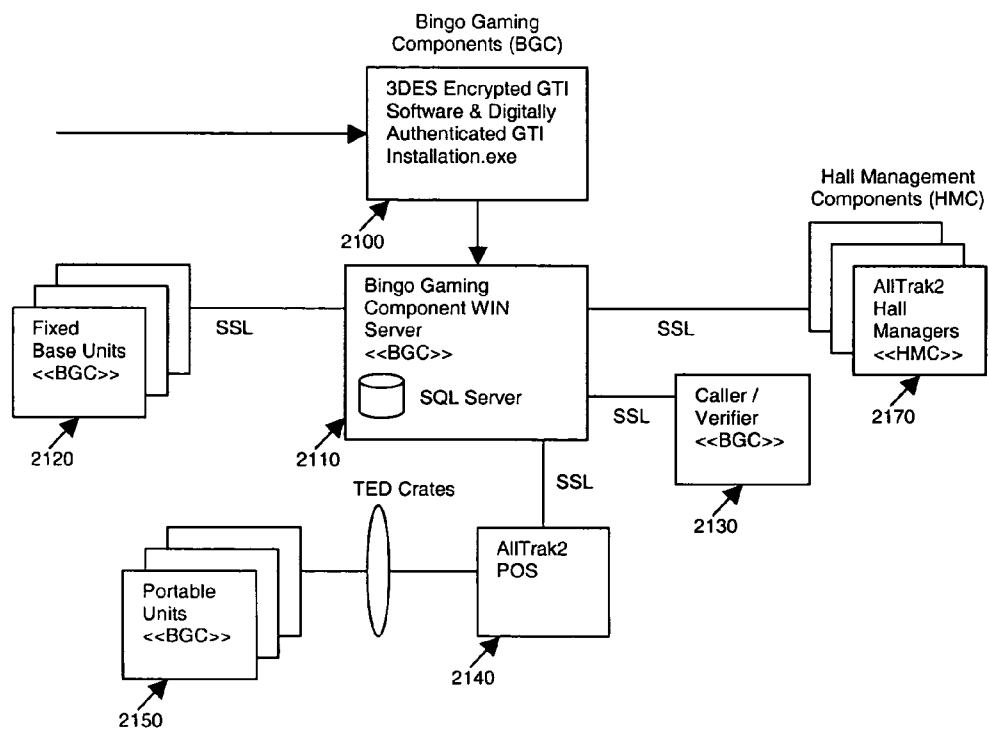 Bingo Gaming
Components (BGC)
3DES Encrypted GTI
Software & Digitally
Authenticated GTI
Installation.exe
2100
Hall Management
Components (HMC)
AllTrak2
Hall
Managers
<<HMC>>
2170
Bingo Gaming
Component WIN
Server
<<BGC>>
SQL Server
2110
SSL
SSL
SSL
SSL
Fixed
Base Units
<<BGC>>
2120
Caller /
Verifier
<<BGC>>
2130
TED Crates
AllTrak2
POS
2140
Portable
Units
<<BGC>>
2150